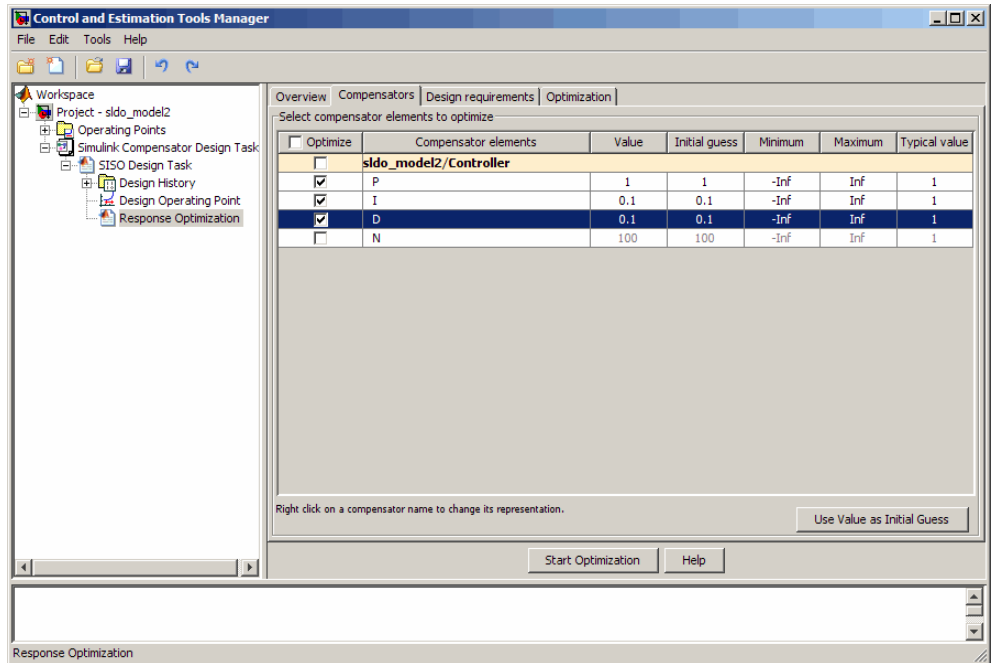 Control and Estimation Tools Manager
File Edit Tools Help
Workspace
Project - sldo_model2
Operating Points
Simulink Compensator Design Task
SISO Design Task
Design History
Design Operating Point
Response Optimization
Overview Compensators Design requirements Optimization
Select compensator elements to optimize
Optimize Compensator elements Value Initial guess Minimum Maximum Typical value
sldo_model2/Controller
P 1 1 -Inf Inf 1
I 0.1 0.1 -Inf Inf 1
D 0.1 0.1 -Inf Inf 1
N 100 100 -Inf Inf 1
Right click on a compensator name to change its representation.
Use Value as Initial Guess
Start Optimization Help
Response Optimization